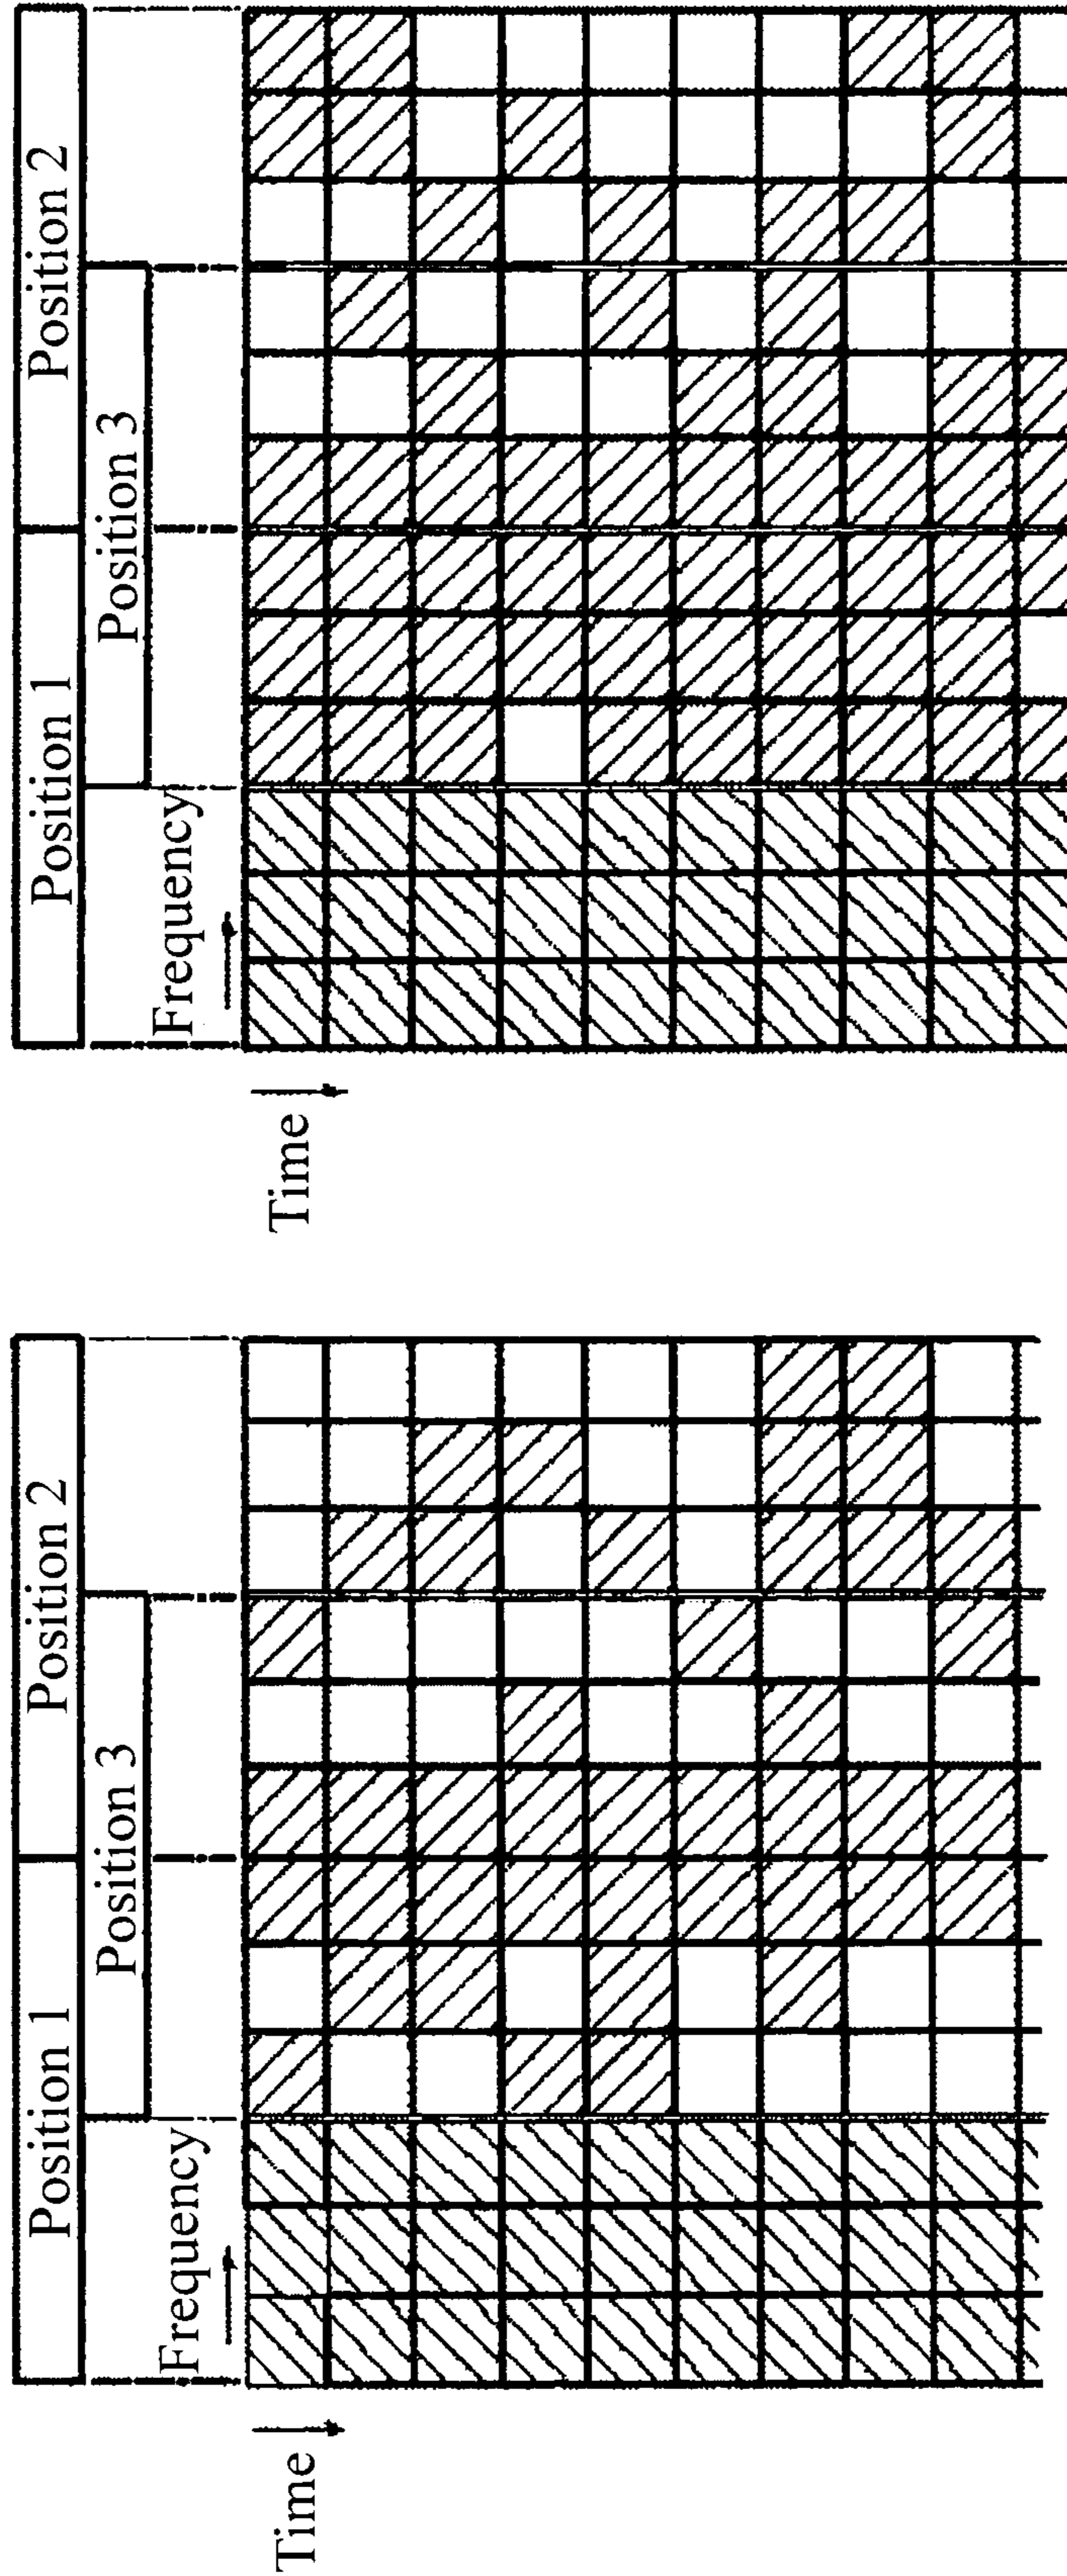 Position 1
Position 2
Position 3
Frequency
Time
Position 1
Position 2
Position 3
Frequency
Time